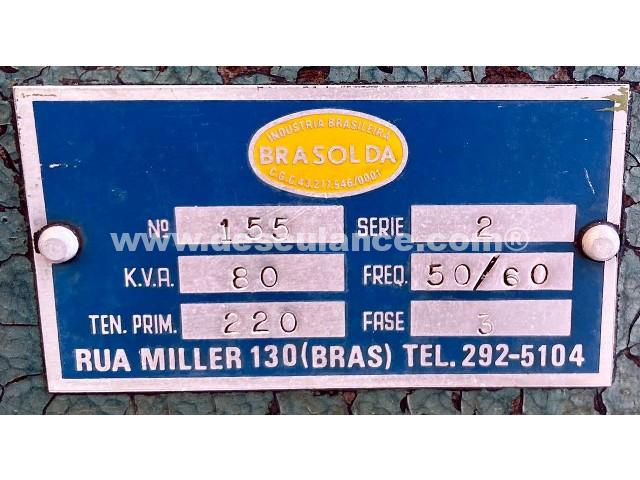 INDUSTRIA BRASILEIRA
BRASOLDA
C.G.C. 43.217.546/0001
Nº 155 SERIE 2
www.desculance.com®
K.V.A. 80 FREQ. 50/60
TEN. PRIM. 220 FASE 3
RUA MILLER 130(BRAS) TEL. 292-5104